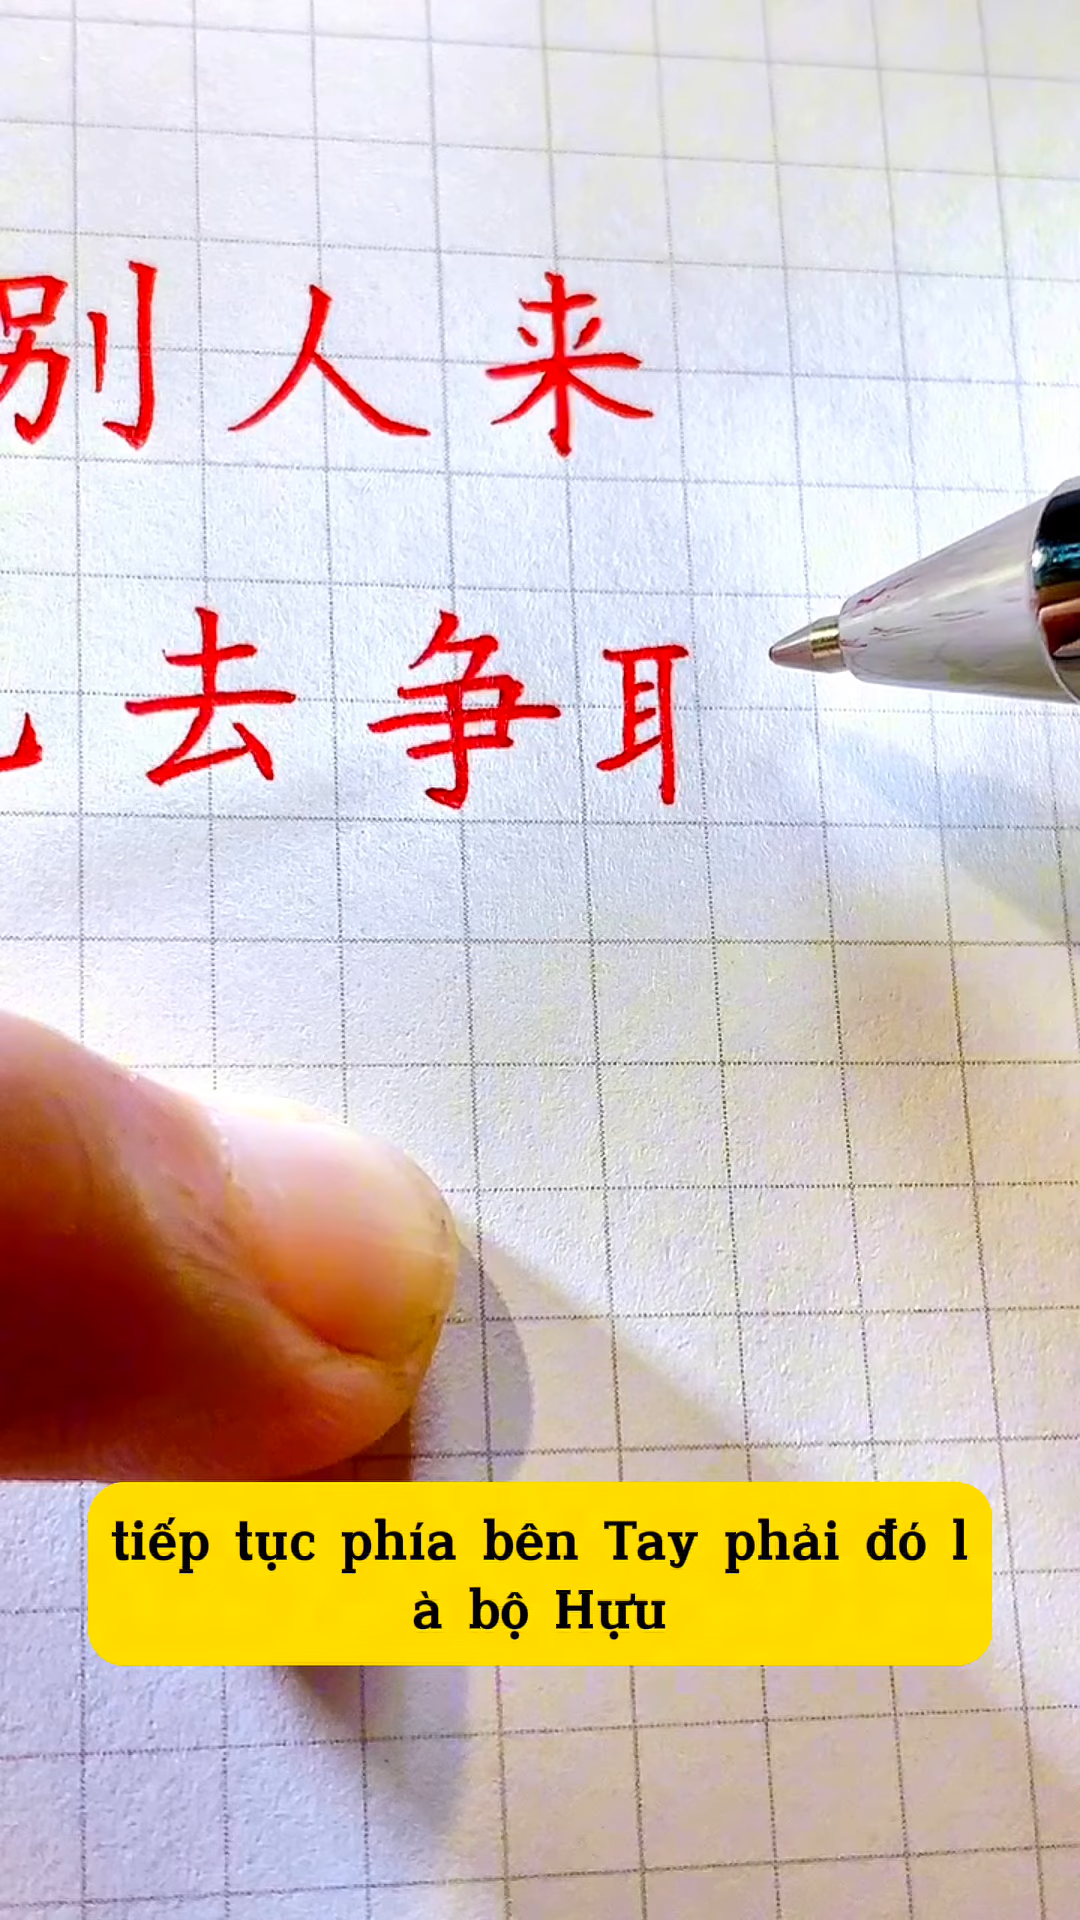 别人来
去争耳
tiếp tục phía bên Tay phải đó l
à bộ Hựu